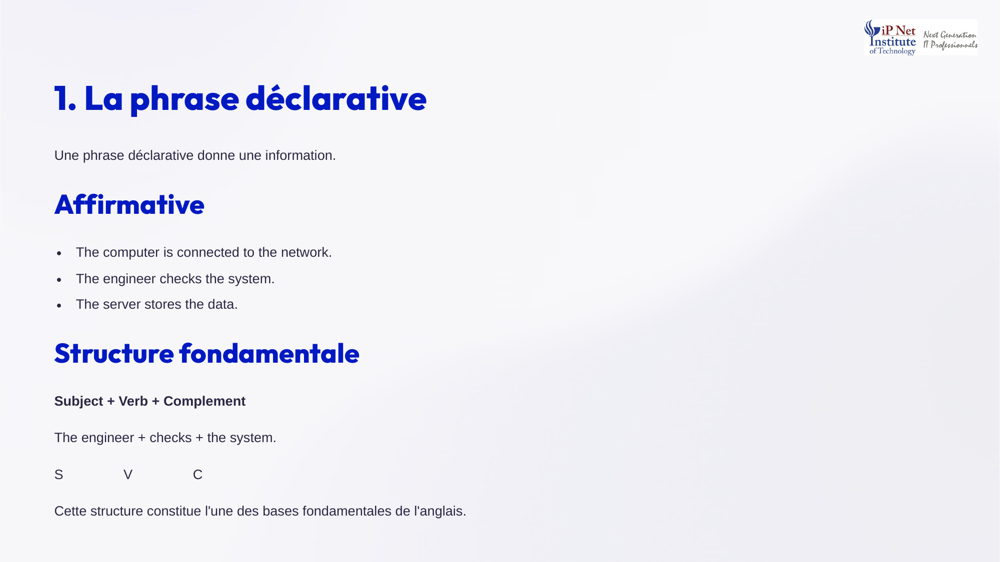 iP Net
Institute
of Technology
Next Generation
IT Professionnels
1. La phrase déclarative
Une phrase déclarative donne une information.
Affirmative
• The computer is connected to the network.
• The engineer checks the system.
• The server stores the data.
Structure fondamentale
Subject + Verb + Complement
The engineer + checks + the system.
S V C
Cette structure constitue l'une des bases fondamentales de l'anglais.